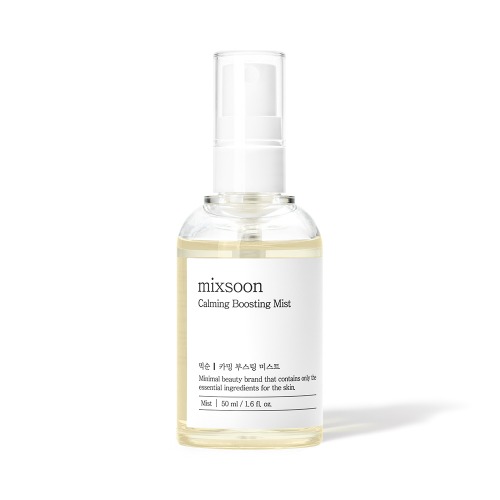 mixsoon
Calming Boosting Mist
믹순 | 카밍 부스팅 미스트
Minimal beauty brand that contains only the
essential ingredients for the skin.
Mist | 50 ml / 1.6 fl. oz.